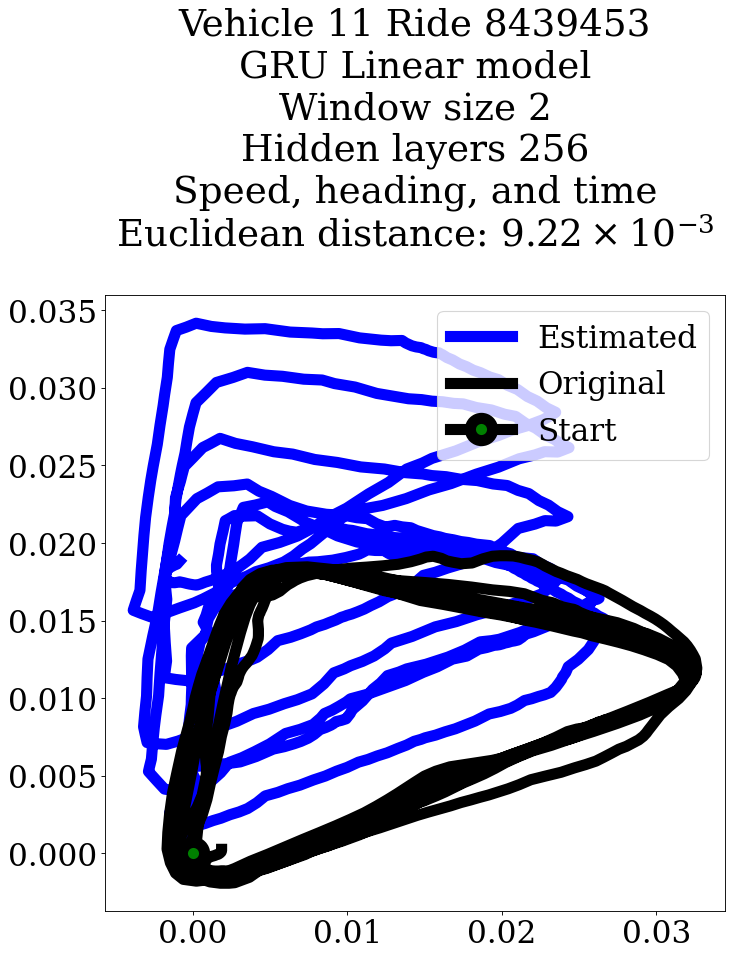 Vehicle 11 Ride 8439453
GRU Linear model
Window size 2
Hidden layers 256
Speed, heading, and time
Euclidean distance: 9.22 × 10⁻³
Estimated
Original
Start
0.035
0.030
0.025
0.020
0.015
0.010
0.005
0.000
0.00 0.01 0.02 0.03